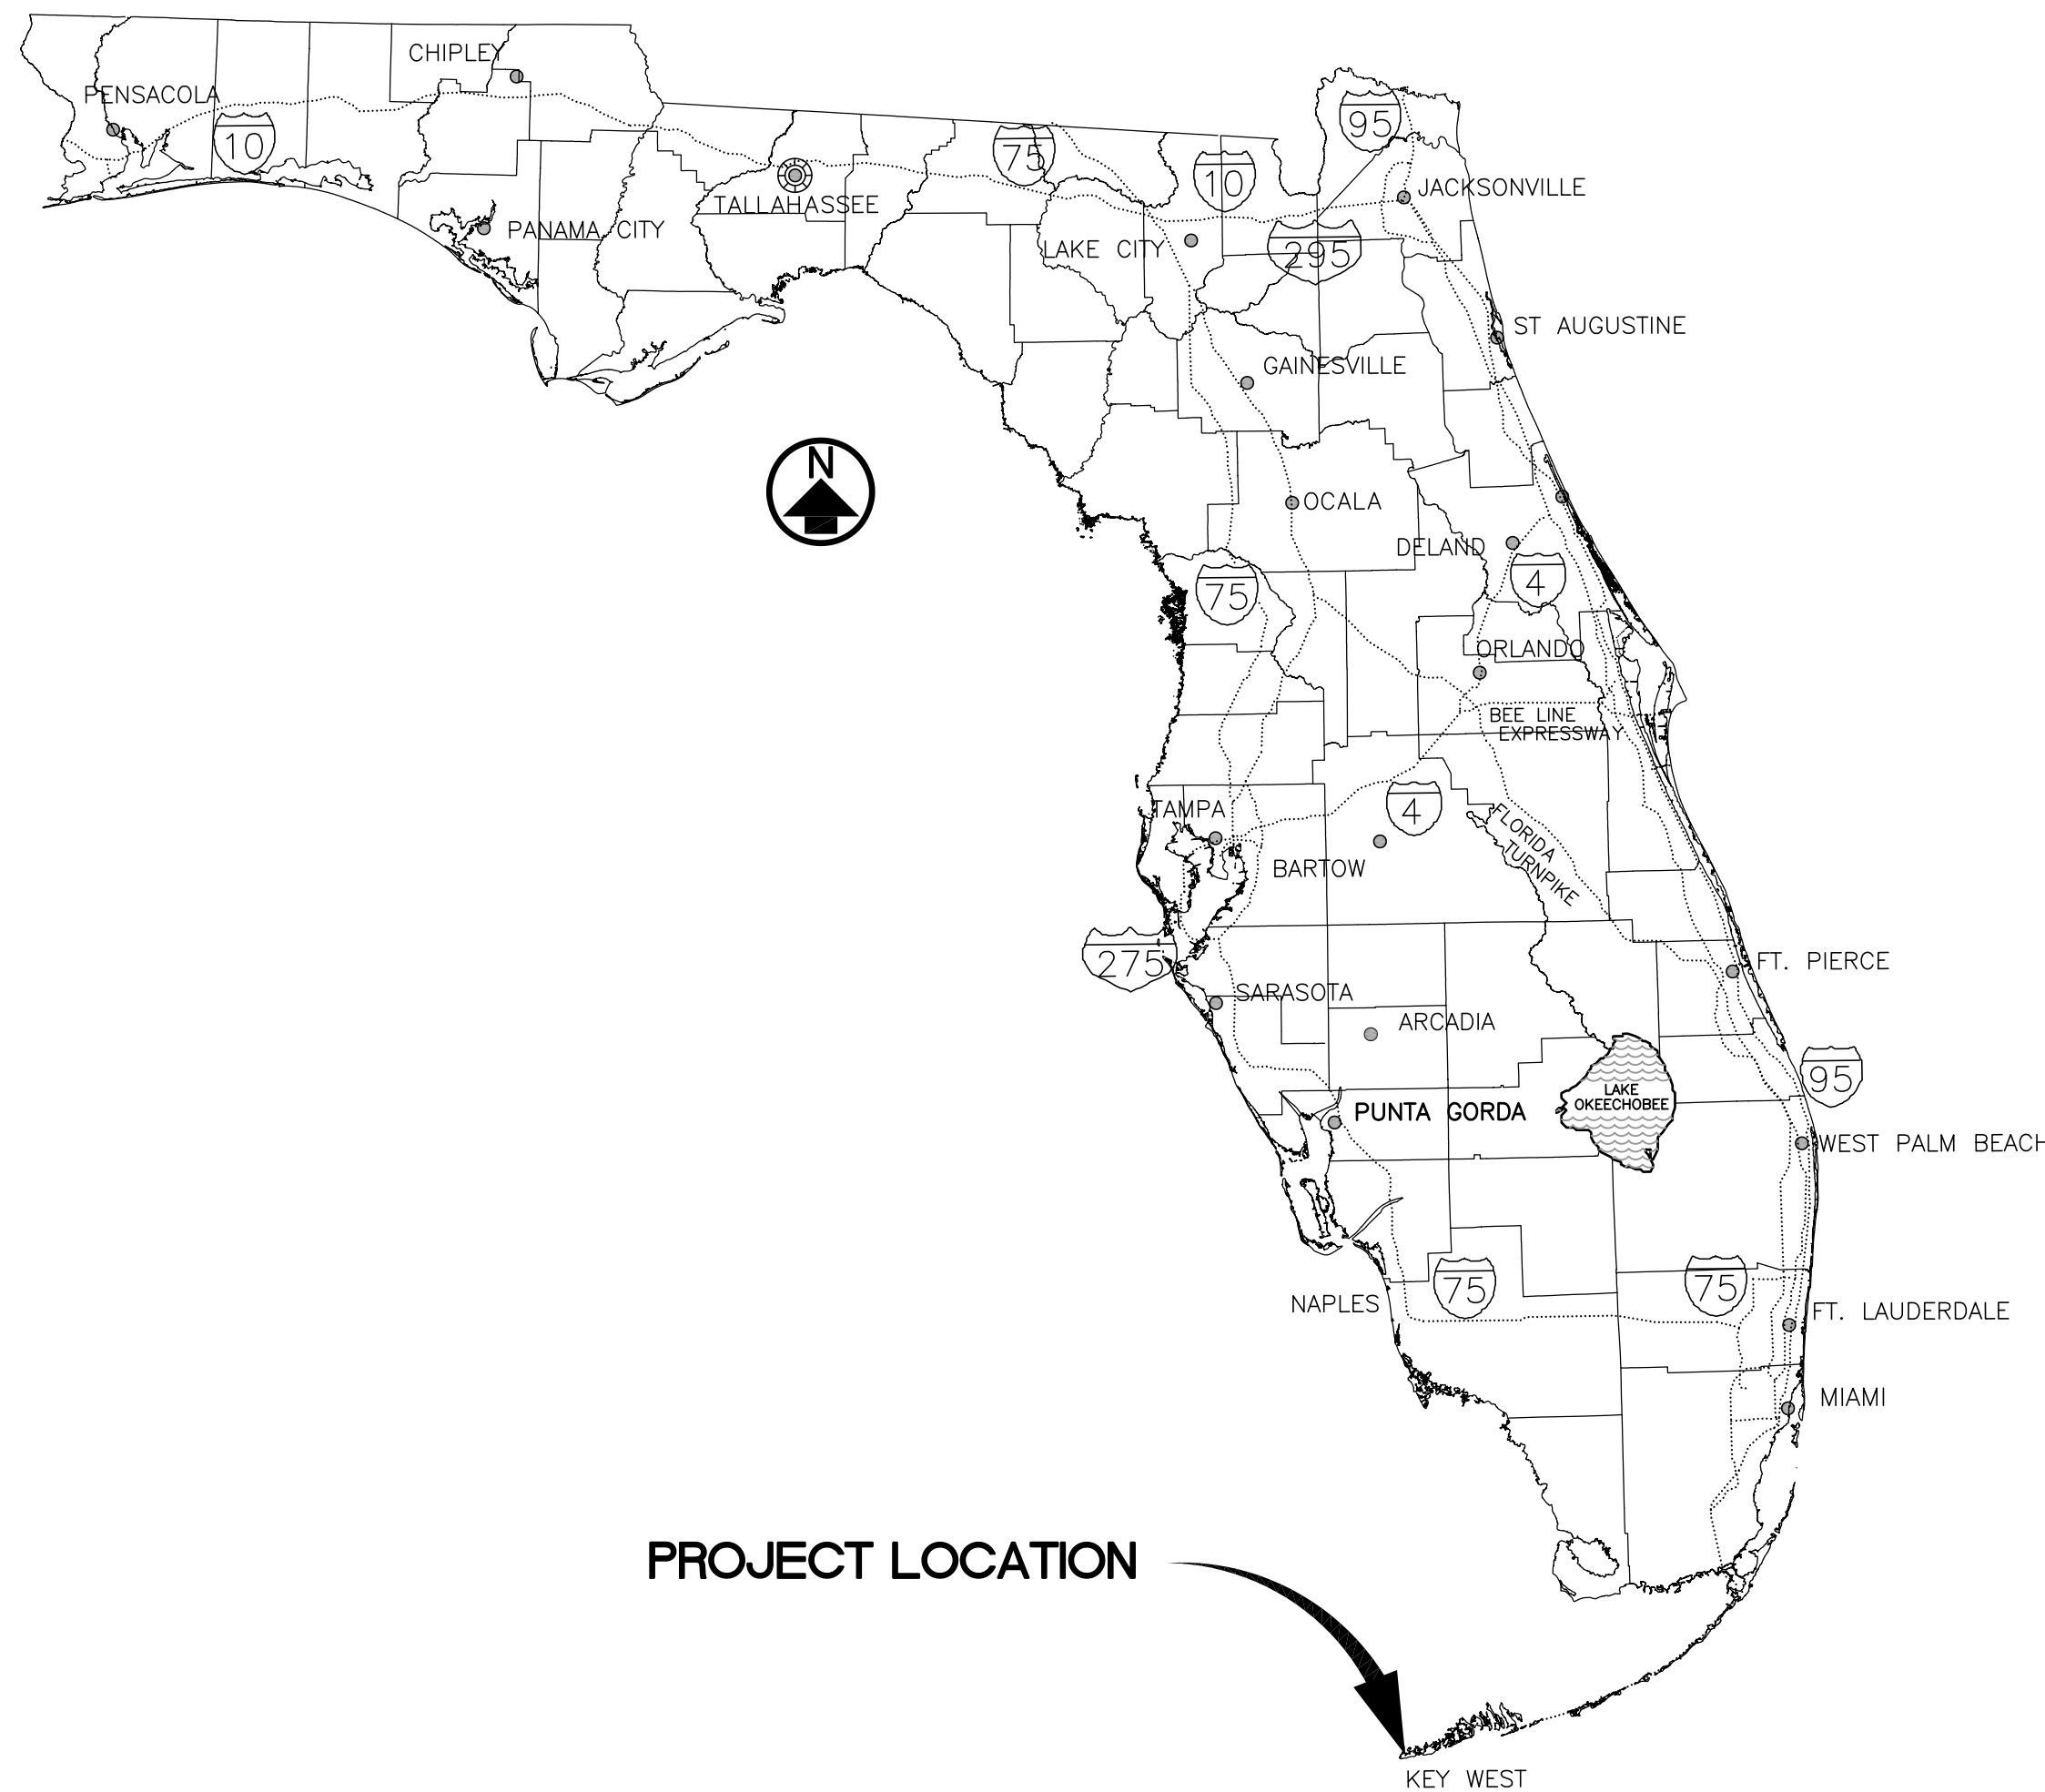 CHIPLEY
PENSACOLA
10
95
75
10
JACKSONVILLE
TALLAHASSEE
PANAMA CITY
LAKE CITY
295
ST AUGUSTINE
GAINESVILLE
N
OCALA
DELAND
4
75
ORLANDO
BEE LINE
EXPRESSWAY
TAMPA
4
FLORIDA
TURNPIKE
BARTOW
275
FT. PIERCE
SARASOTA
ARCADIA
95
LAKE
OKEECHOBEE
PUNTA GORDA
WEST PALM BEACH
75
75
NAPLES
FT. LAUDERDALE
MIAMI
PROJECT LOCATION
KEY WEST